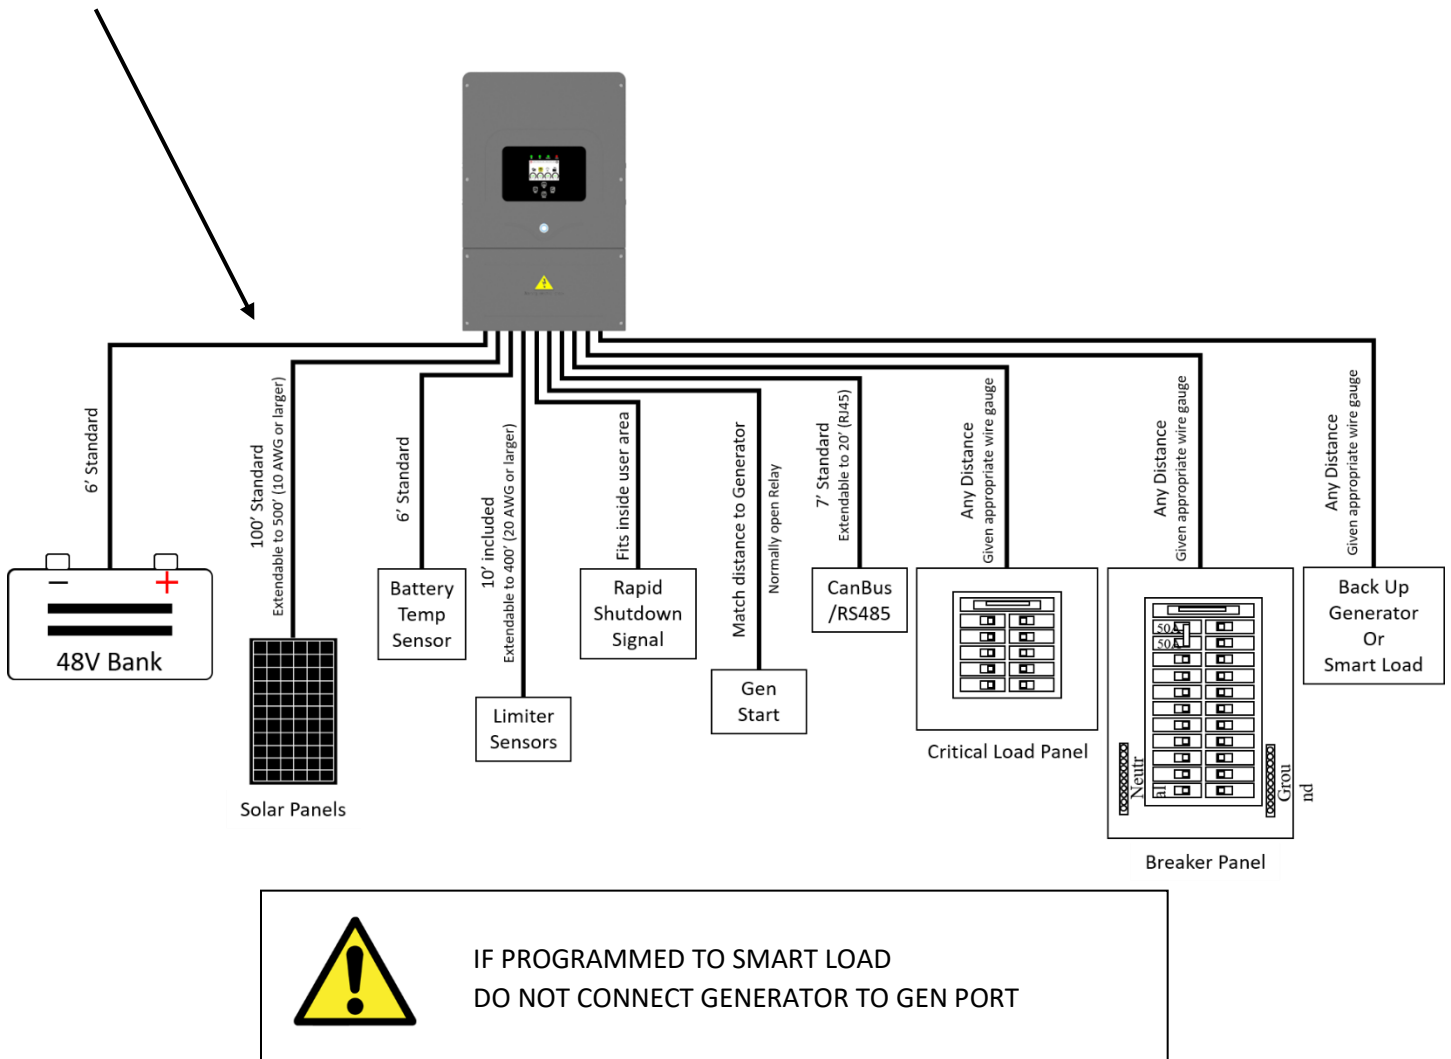 6' Standard
100' Standard
Extendable to 500' (10 AWG or larger)
6' Standard
10' included
Extendable to 400' (20 AWG or larger)
Fits inside user area
Match distance to Generator
Normally open Relay
7' Standard
Extendable to 20' (RJ45)
Any Distance
Given appropriate wire gauge
Any Distance
Given appropriate wire gauge
Any Distance
Given appropriate wire gauge
48V Bank
Solar Panels
Battery
Temp
Sensor
Limiter
Sensors
Rapid
Shutdown
Signal
Gen
Start
CanBus
/RS485
Critical Load Panel
50A
50A
Neutr
al
Grou
nd
Breaker Panel
Back Up
Generator
Or
Smart Load
IF PROGRAMMED TO SMART LOAD
DO NOT CONNECT GENERATOR TO GEN PORT